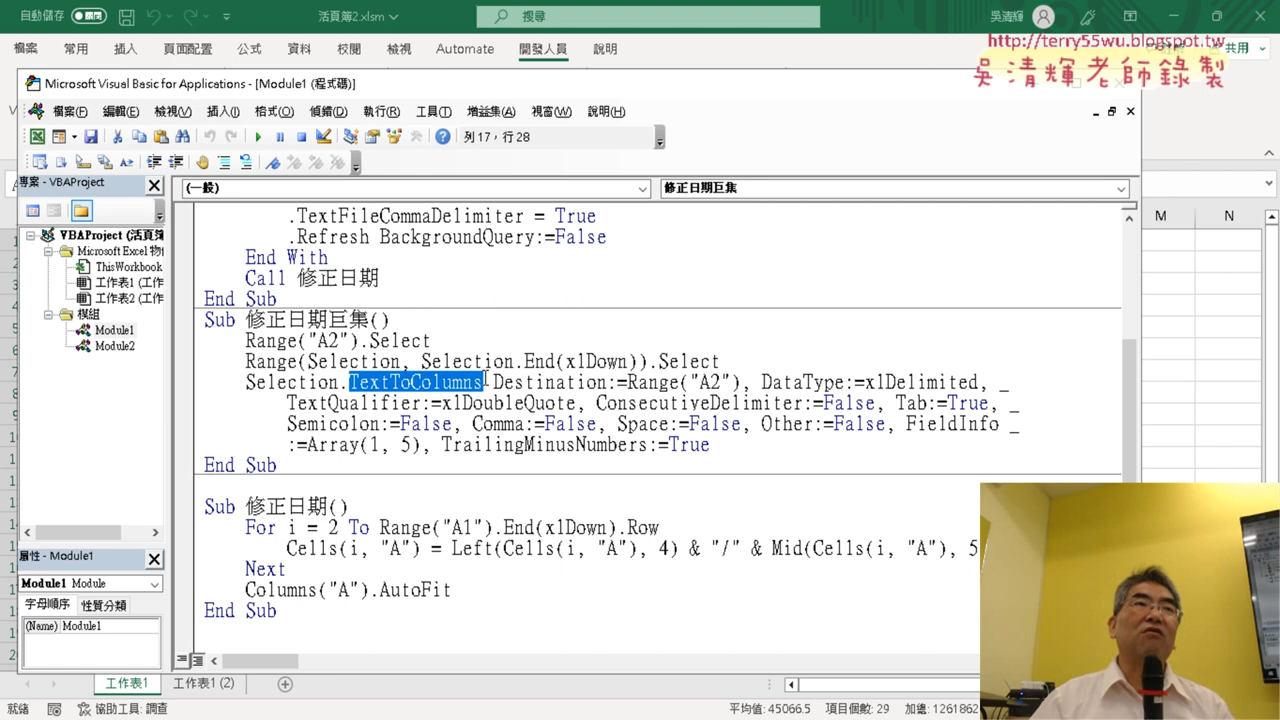 自動儲存
活頁簿2.xlsm
搜尋
吳清輝
http://terry55wu.blogspot.tw
吳清輝老師錄製
檔案 常用 插入 頁面配置 公式 資料 校閱 檢視 Automate 開發人員 說明
共用
Microsoft Visual Basic for Applications - [Module1 (程式碼)]
檔案(F) 編輯(E) 檢視(V) 插入(I) 格式(O) 偵錯(D) 執行(R) 工具(T) 增益集(A) 視窗(W) 說明(H)
列 17，行 28
專案 - VBAProject
(一般)
修正日期巨集
M N
VBAProject (活頁簿
Microsoft Excel 物
ThisWorkbook
工作表1 (工作
工作表2 (工作
模組
Module1
Module2
.TextFileCommaDelimiter = True
.Refresh BackgroundQuery:=False
End With
Call 修正日期
End Sub
Sub 修正日期巨集()
Range("A2").Select
Range(Selection, Selection.End(xlDown)).Select
Selection.TextToColumns Destination:=Range("A2"), DataType:=xlDelimited, _
TextQualifier:=xlDoubleQuote, ConsecutiveDelimiter:=False, Tab:=True, _
Semicolon:=False, Comma:=False, Space:=False, Other:=False, FieldInfo _
:=Array(1, 5), TrailingMinusNumbers:=True
End Sub
Sub 修正日期()
For i = 2 To Range("A1").End(xlDown).Row
Cells(i, "A") = Left(Cells(i, "A"), 4) & "/" & Mid(Cells(i, "A"), 5
Next
Columns("A").AutoFit
End Sub
屬性 - Module1
Module1 Module
字母順序 性質分類
(Name) Module1
工作表1 工作表1 (2)
就緒
協助工具: 調查
平均值: 45066.5 項目個數: 29 加總: 1261862